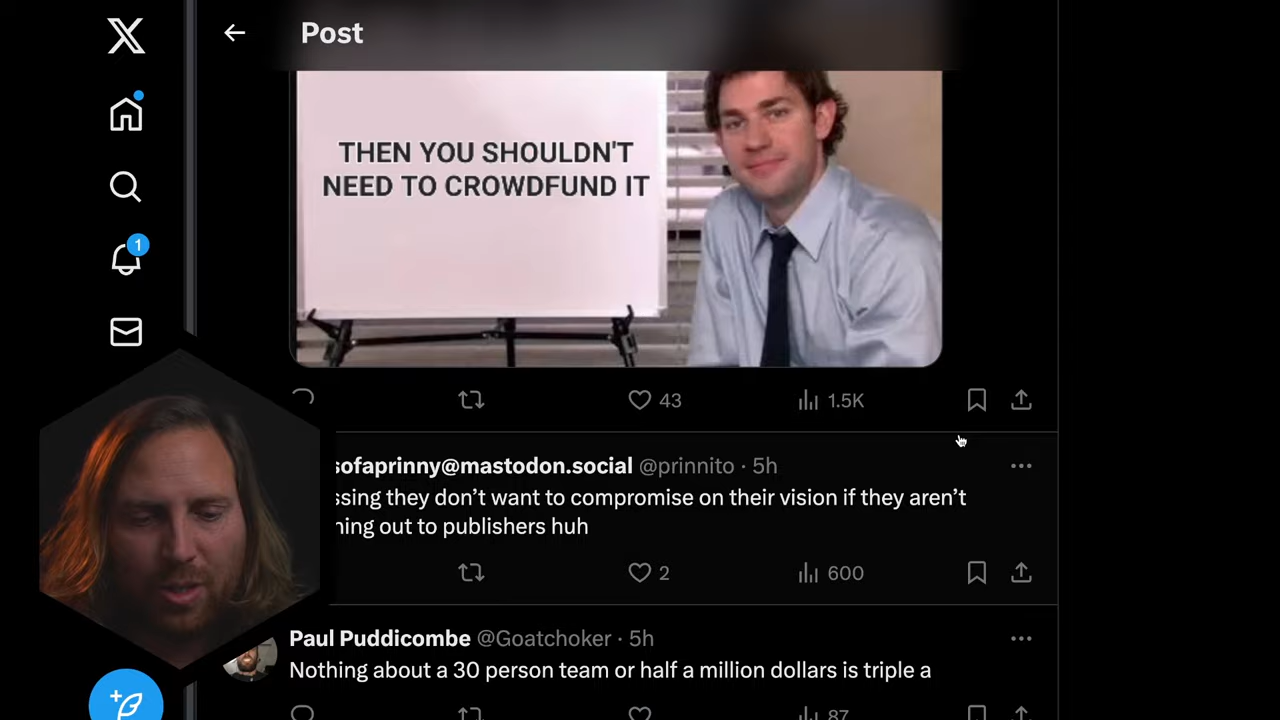 Post
THEN YOU SHOULDN'T
NEED TO CROWDFUND IT
1
43
1.5K
sofaprinny@mastodon.social @prinnito · 5h
they don't want to compromise on their vision if they aren't
out to publishers huh
2
600
Paul Puddicombe @Goatchoker · 5h
Nothing about a 30 person team or half a million dollars is triple a
87